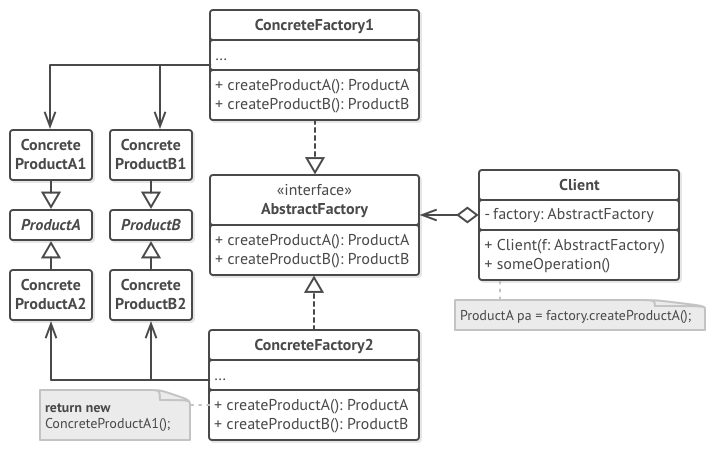 ConcreteFactory1
...
+ createProductA(): ProductA
+ createProductB(): ProductB
Concrete
ProductA1
Concrete
ProductB1
ProductA
ProductB
Concrete
ProductA2
Concrete
ProductB2
«interface»
AbstractFactory
+ createProductA(): ProductA
+ createProductB(): ProductB
Client
- factory: AbstractFactory
+ Client(f: AbstractFactory)
+ someOperation()
ProductA pa = factory.createProductA();
ConcreteFactory2
...
+ createProductA(): ProductA
+ createProductB(): ProductB
return new
ConcreteProductA1();